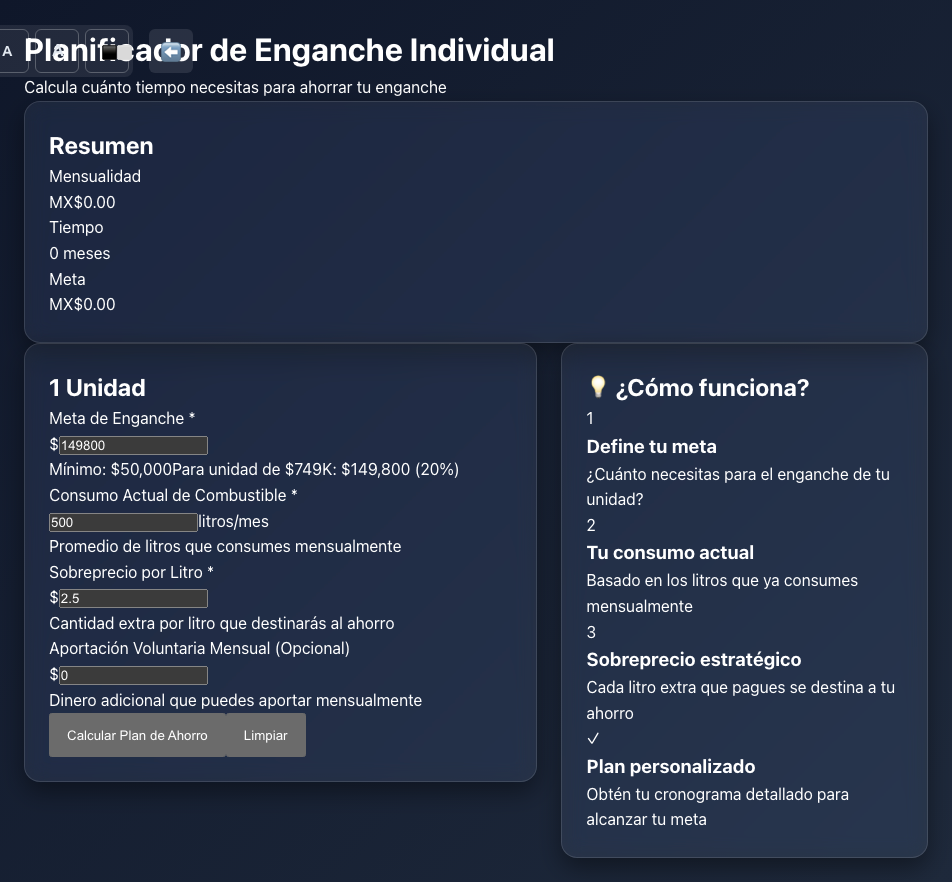 A
Planificador de Enganche Individual
Calcula cuánto tiempo necesitas para ahorrar tu enganche
Resumen
Mensualidad
MX$0.00
Tiempo
0 meses
Meta
MX$0.00
1 Unidad
Meta de Enganche *
$149800
Mínimo: $50,000Para unidad de $749K: $149,800 (20%)
Consumo Actual de Combustible *
500litros/mes
Promedio de litros que consumes mensualmente
Sobreprecio por Litro *
$2.5
Cantidad extra por litro que destinarás al ahorro
Aportación Voluntaria Mensual (Opcional)
$0
Dinero adicional que puedes aportar mensualmente
Calcular Plan de Ahorro Limpiar
💡 ¿Cómo funciona?
1
Define tu meta
¿Cuánto necesitas para el enganche de tu
unidad?
2
Tu consumo actual
Basado en los litros que ya consumes
mensualmente
3
Sobreprecio estratégico
Cada litro extra que pagues se destina a tu
ahorro
✓
Plan personalizado
Obtén tu cronograma detallado para
alcanzar tu meta